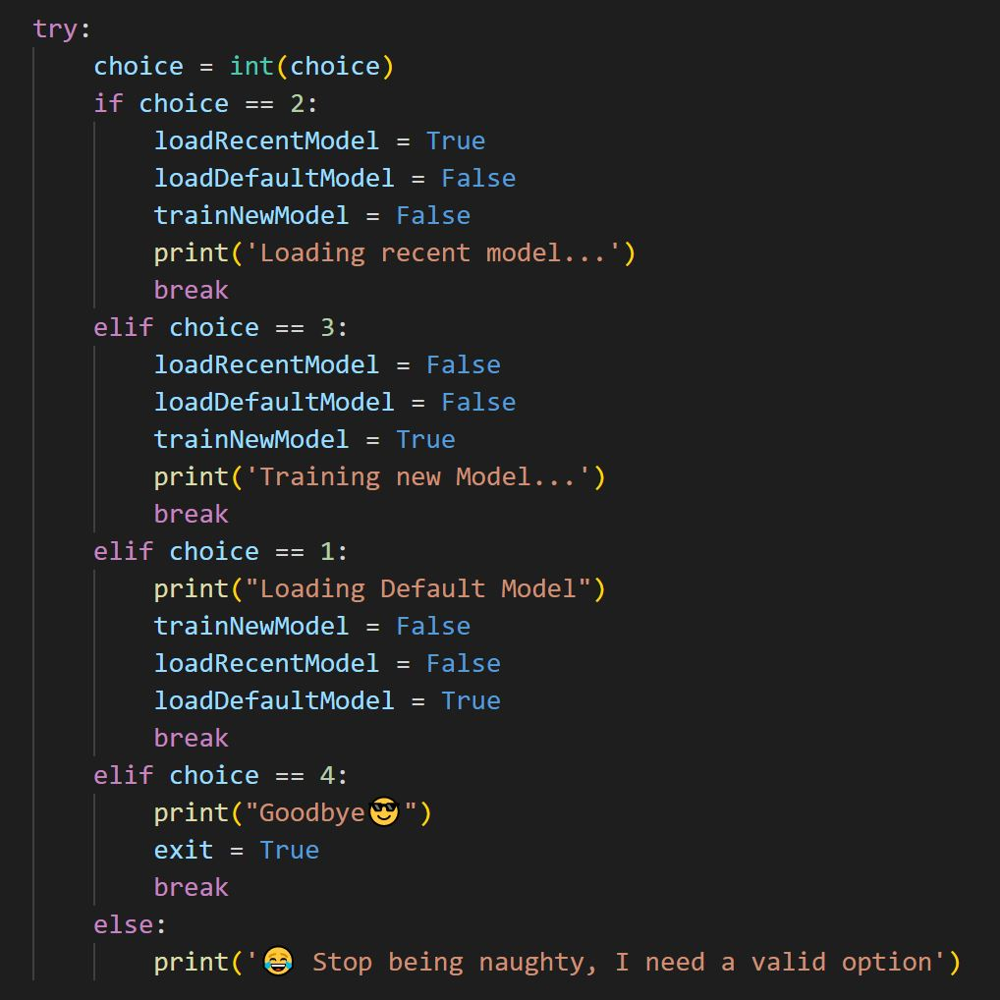 try:
    choice = int(choice)
    if choice == 2:
        loadRecentModel = True
        loadDefaultModel = False
        trainNewModel = False
        print('Loading recent model...')
        break
    elif choice == 3:
        loadRecentModel = False
        loadDefaultModel = False
        trainNewModel = True
        print('Training new Model...')
        break
    elif choice == 1:
        print("Loading Default Model")
        trainNewModel = False
        loadRecentModel = False
        loadDefaultModel = True
        break
    elif choice == 4:
        print("Goodbye😎")
        exit = True
        break
    else:
        print('😂 Stop being naughty, I need a valid option')